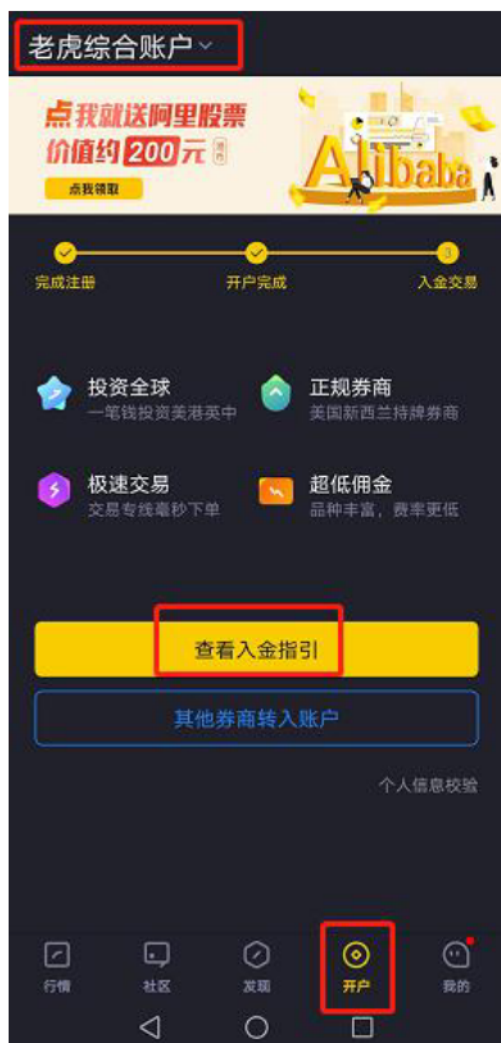 老虎综合账户
点我就送阿里股票
价值约200元
点我领取
Alibaba
3
完成注册 开户完成 入金交易
投资全球 正规券商
一笔钱投资美港英中 美国新西兰持牌券商
极速交易 超低佣金
交易专线毫秒下单 品种丰富，费率更低
查看入金指引
其他券商转入账户
个人信息校验
行情 社区 发现 开户 我的